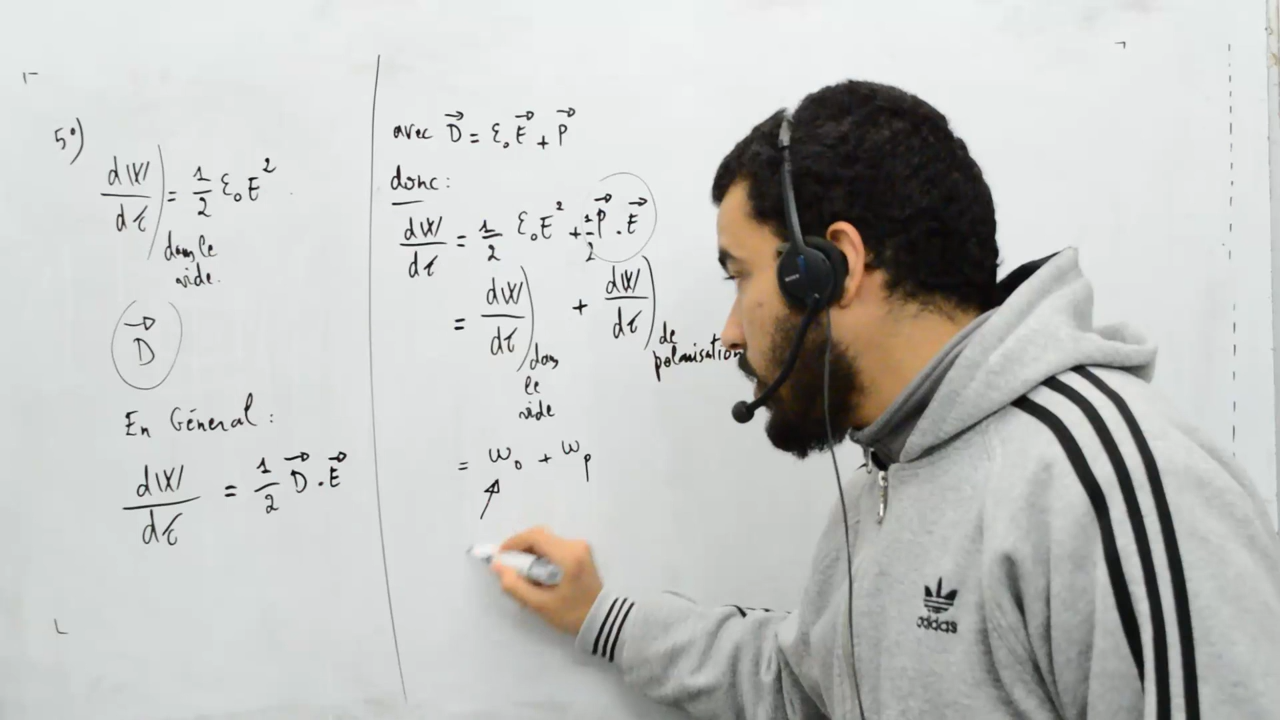 5°)
dW/dτ)dans le vide. = 1/2 ε₀E²
D⃗
En Géneral :
dW/dτ = 1/2 D⃗ . E⃗
avec D⃗ = ε₀E⃗ + P⃗
donc :
dW/dτ = 1/2 ε₀E² + 1/2 P⃗ . E⃗
= dW/dτ)dans le vide + dW/dτ)de polarisation
= w₀ + wₚ
adidas